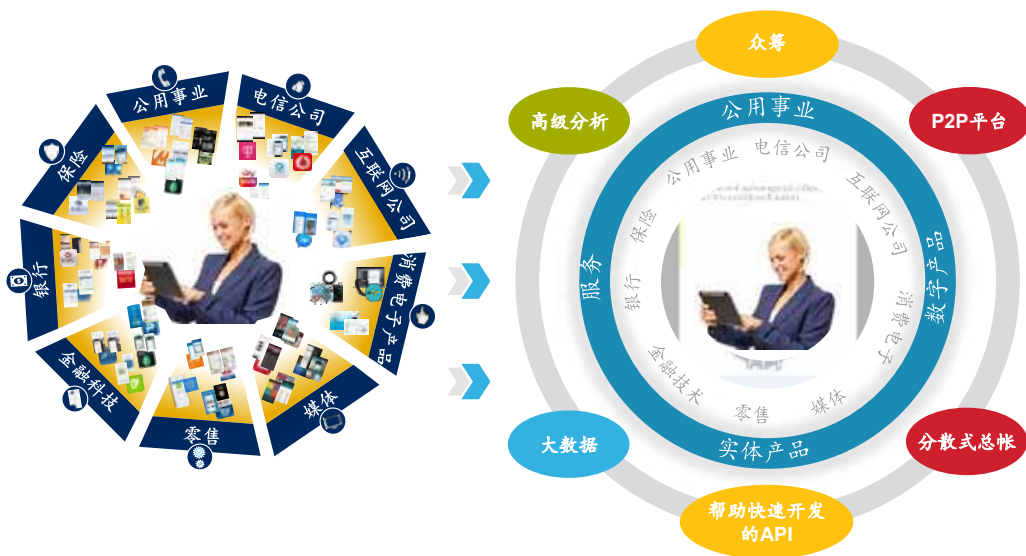 公用事业
电信公司
互联网公司
消费电子产品
媒体
零售
金融科技
银行
保险
众筹
P2P平台
分散式总帐
帮助快速开发
的API
大数据
高级分析
公用事业
数字产品
实体产品
服务
公用事业
电信公司
互联网公司
消费电子
媒体
零售
金融技术
银行
保险